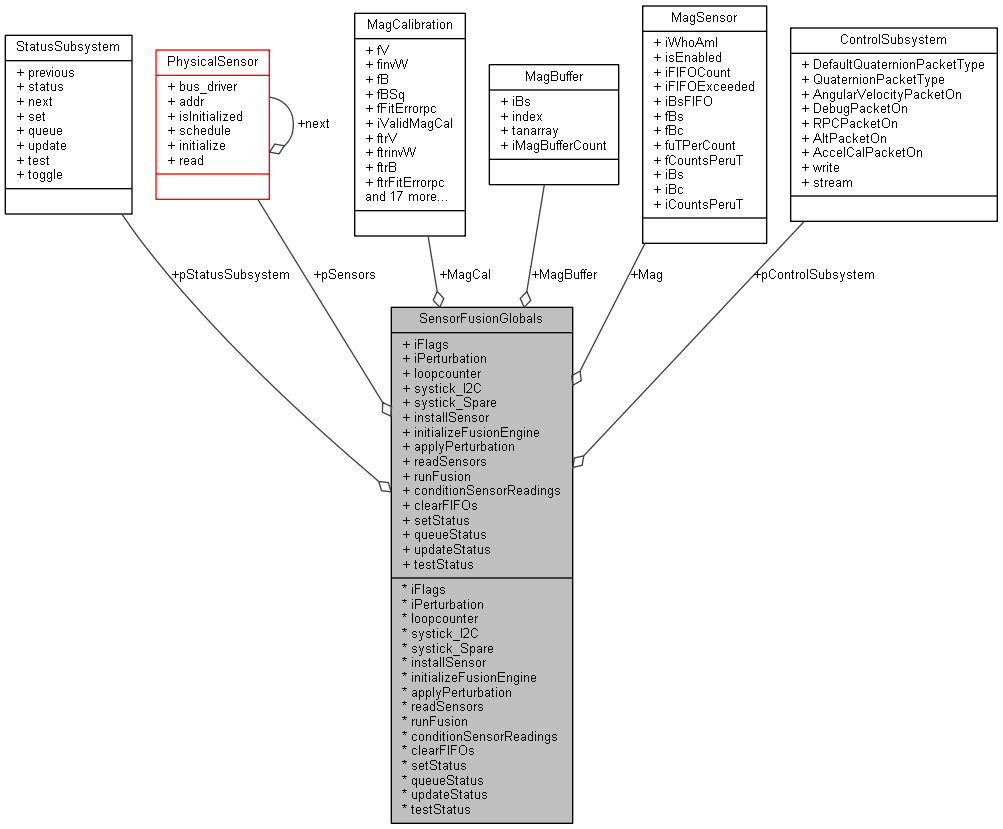 StatusSubsystem
+ previous
+ status
+ next
+ set
+ queue
+ update
+ test
+ toggle
PhysicalSensor
+ bus_driver
+ addr
+ isInitialized
+ schedule
+ initialize
+ read
+next
MagCalibration
+ fV
+ finvW
+ fB
+ fBSq
+ fFitErrorpc
+ iValidMagCal
+ ftrV
+ ftrinvW
+ ftrB
+ ftrFitErrorpc
and 17 more...
MagBuffer
+ iBs
+ index
+ tanarray
+ iMagBufferCount
MagSensor
+ iWhoAmI
+ isEnabled
+ iFIFOCount
+ iFIFOExceeded
+ iBsFIFO
+ fBs
+ fBc
+ fuTPerCount
+ fCountsPeruT
+ iBs
+ iBc
+ iCountsPeruT
ControlSubsystem
+ DefaultQuaternionPacketType
+ QuaternionPacketType
+ AngularVelocityPacketOn
+ DebugPacketOn
+ RPCPacketOn
+ AltPacketOn
+ AccelCalPacketOn
+ write
+ stream
+pStatusSubsystem
+pSensors
+MagCal
+MagBuffer
+Mag
+pControlSubsystem
SensorFusionGlobals
+ iFlags
+ iPerturbation
+ loopcounter
+ systick_I2C
+ systick_Spare
+ installSensor
+ initializeFusionEngine
+ applyPerturbation
+ readSensors
+ runFusion
+ conditionSensorReadings
+ clearFIFOs
+ setStatus
+ queueStatus
+ updateStatus
+ testStatus
* iFlags
* iPerturbation
* loopcounter
* systick_I2C
* systick_Spare
* installSensor
* initializeFusionEngine
* applyPerturbation
* readSensors
* runFusion
* conditionSensorReadings
* clearFIFOs
* setStatus
* queueStatus
* updateStatus
* testStatus